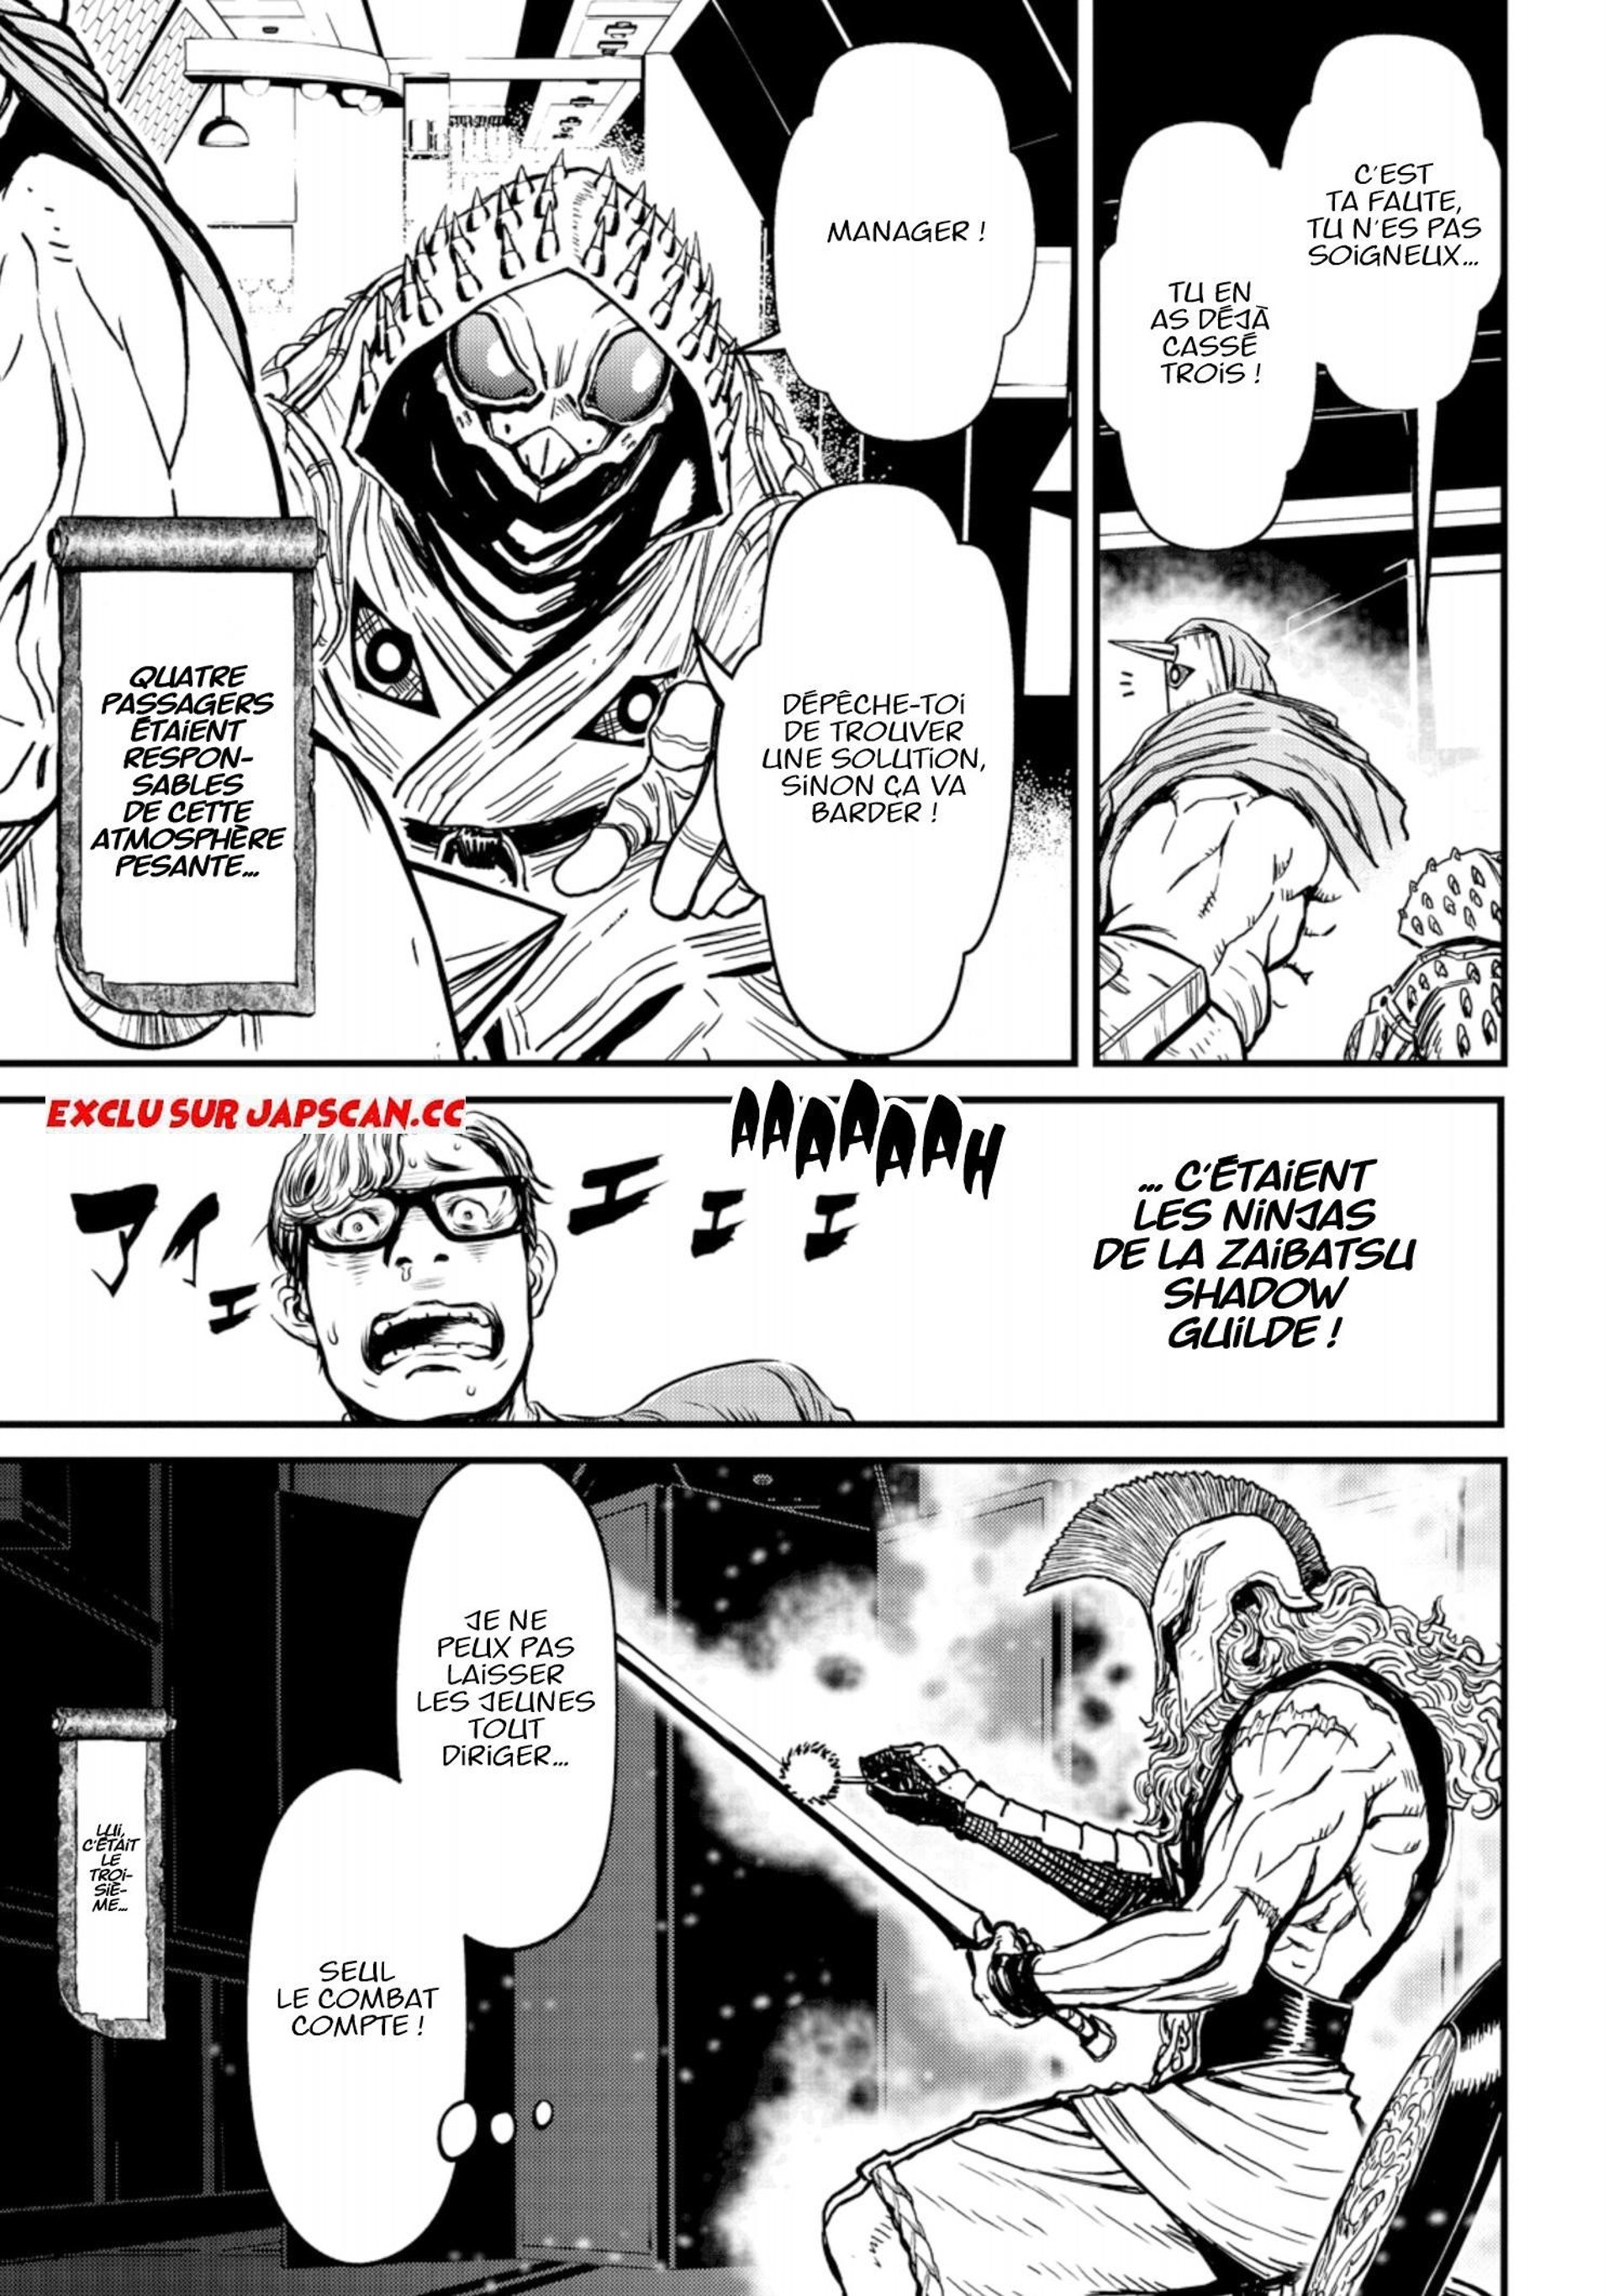 C'EST
TA FAUTE,
TU N'ES PAS
SOIGNEUX...
TU EN
AS DÉJÀ
CASSÉ
TROIS !
MANAGER !
DÉPÊCHE-TOI
DE TROUVER
UNE SOLUTION,
SINON ÇA VA
BARDER !
QUATRE
PASSAGERS
ÉTAIENT
RESPON-
SABLES
DE CETTE
ATMOSPHÈRE
PESANTE...
EXCLU SUR JAPSCAN.CC
... C'ÉTAIENT
LES NINJAS
DE LA ZAIBATSU
SHADOW
GUILDE !
AAAAAAAH
アイエエエエ
JE NE
PEUX PAS
LAISSER
LES JEUNES
TOUT
DIRIGER...
SEUL
LE COMBAT
COMPTE !
LUI,
C'ÉTAIT
LE
TROI-
SIÈ-
ME...